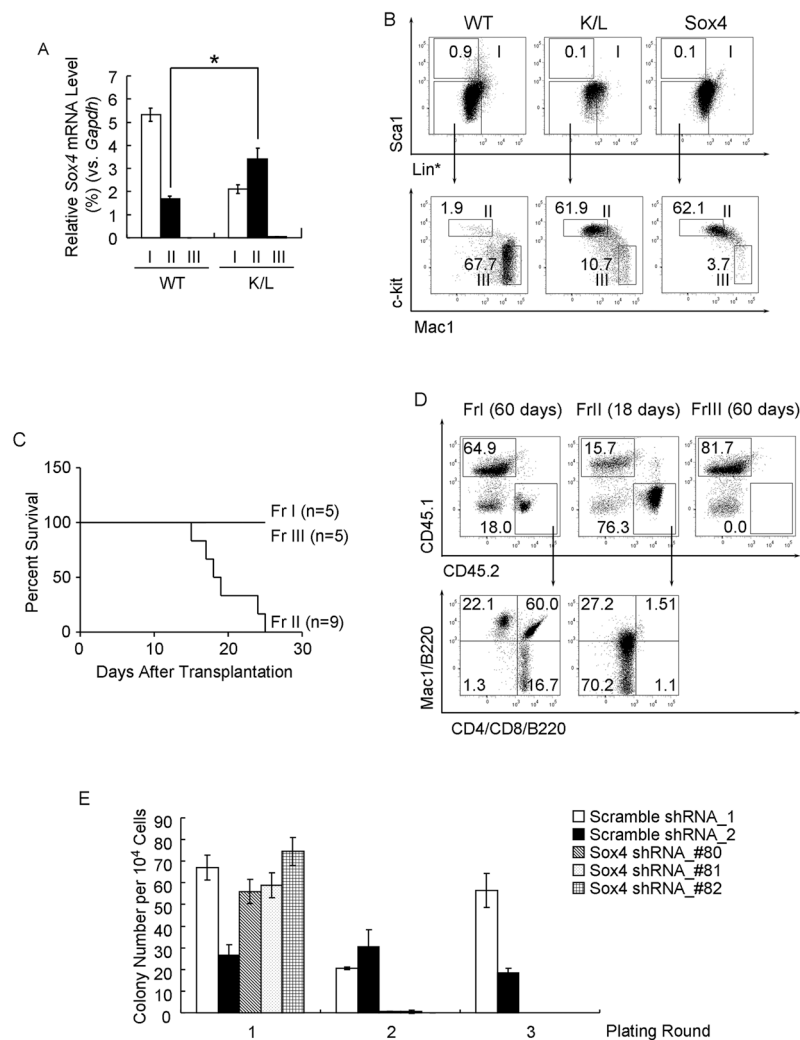 A
Relative Sox4 mRNA Level
(%) (vs. Gapdh)
7
6
5
4
3
2
1
0
*
I II III I II III
WT K/L
B
WT K/L Sox4
0.9 I 0.1 I 0.1 I
Sca1
Lin*
1.9 II 61.9 II 62.1 II
67.7 10.7 3.7
III III III
c-kit
Mac1
C
Percent Survival
150
100
50
0
0 10 20 30
Fr I (n=5)
Fr III (n=5)
Fr II (n=9)
Days After Transplantation
D
FrI (60 days) FrII (18 days) FrIII (60 days)
64.9 15.7 81.7
18.0 76.3 0.0
CD45.1
CD45.2
22.1 60.0 27.2 1.51
1.3 16.7 70.2 1.1
Mac1/B220
CD4/CD8/B220
E
Colony Number per 10⁴ Cells
90
80
70
60
50
40
30
20
10
0
1 2 3 Plating Round
Scramble shRNA_1
Scramble shRNA_2
Sox4 shRNA_#80
Sox4 shRNA_#81
Sox4 shRNA_#82